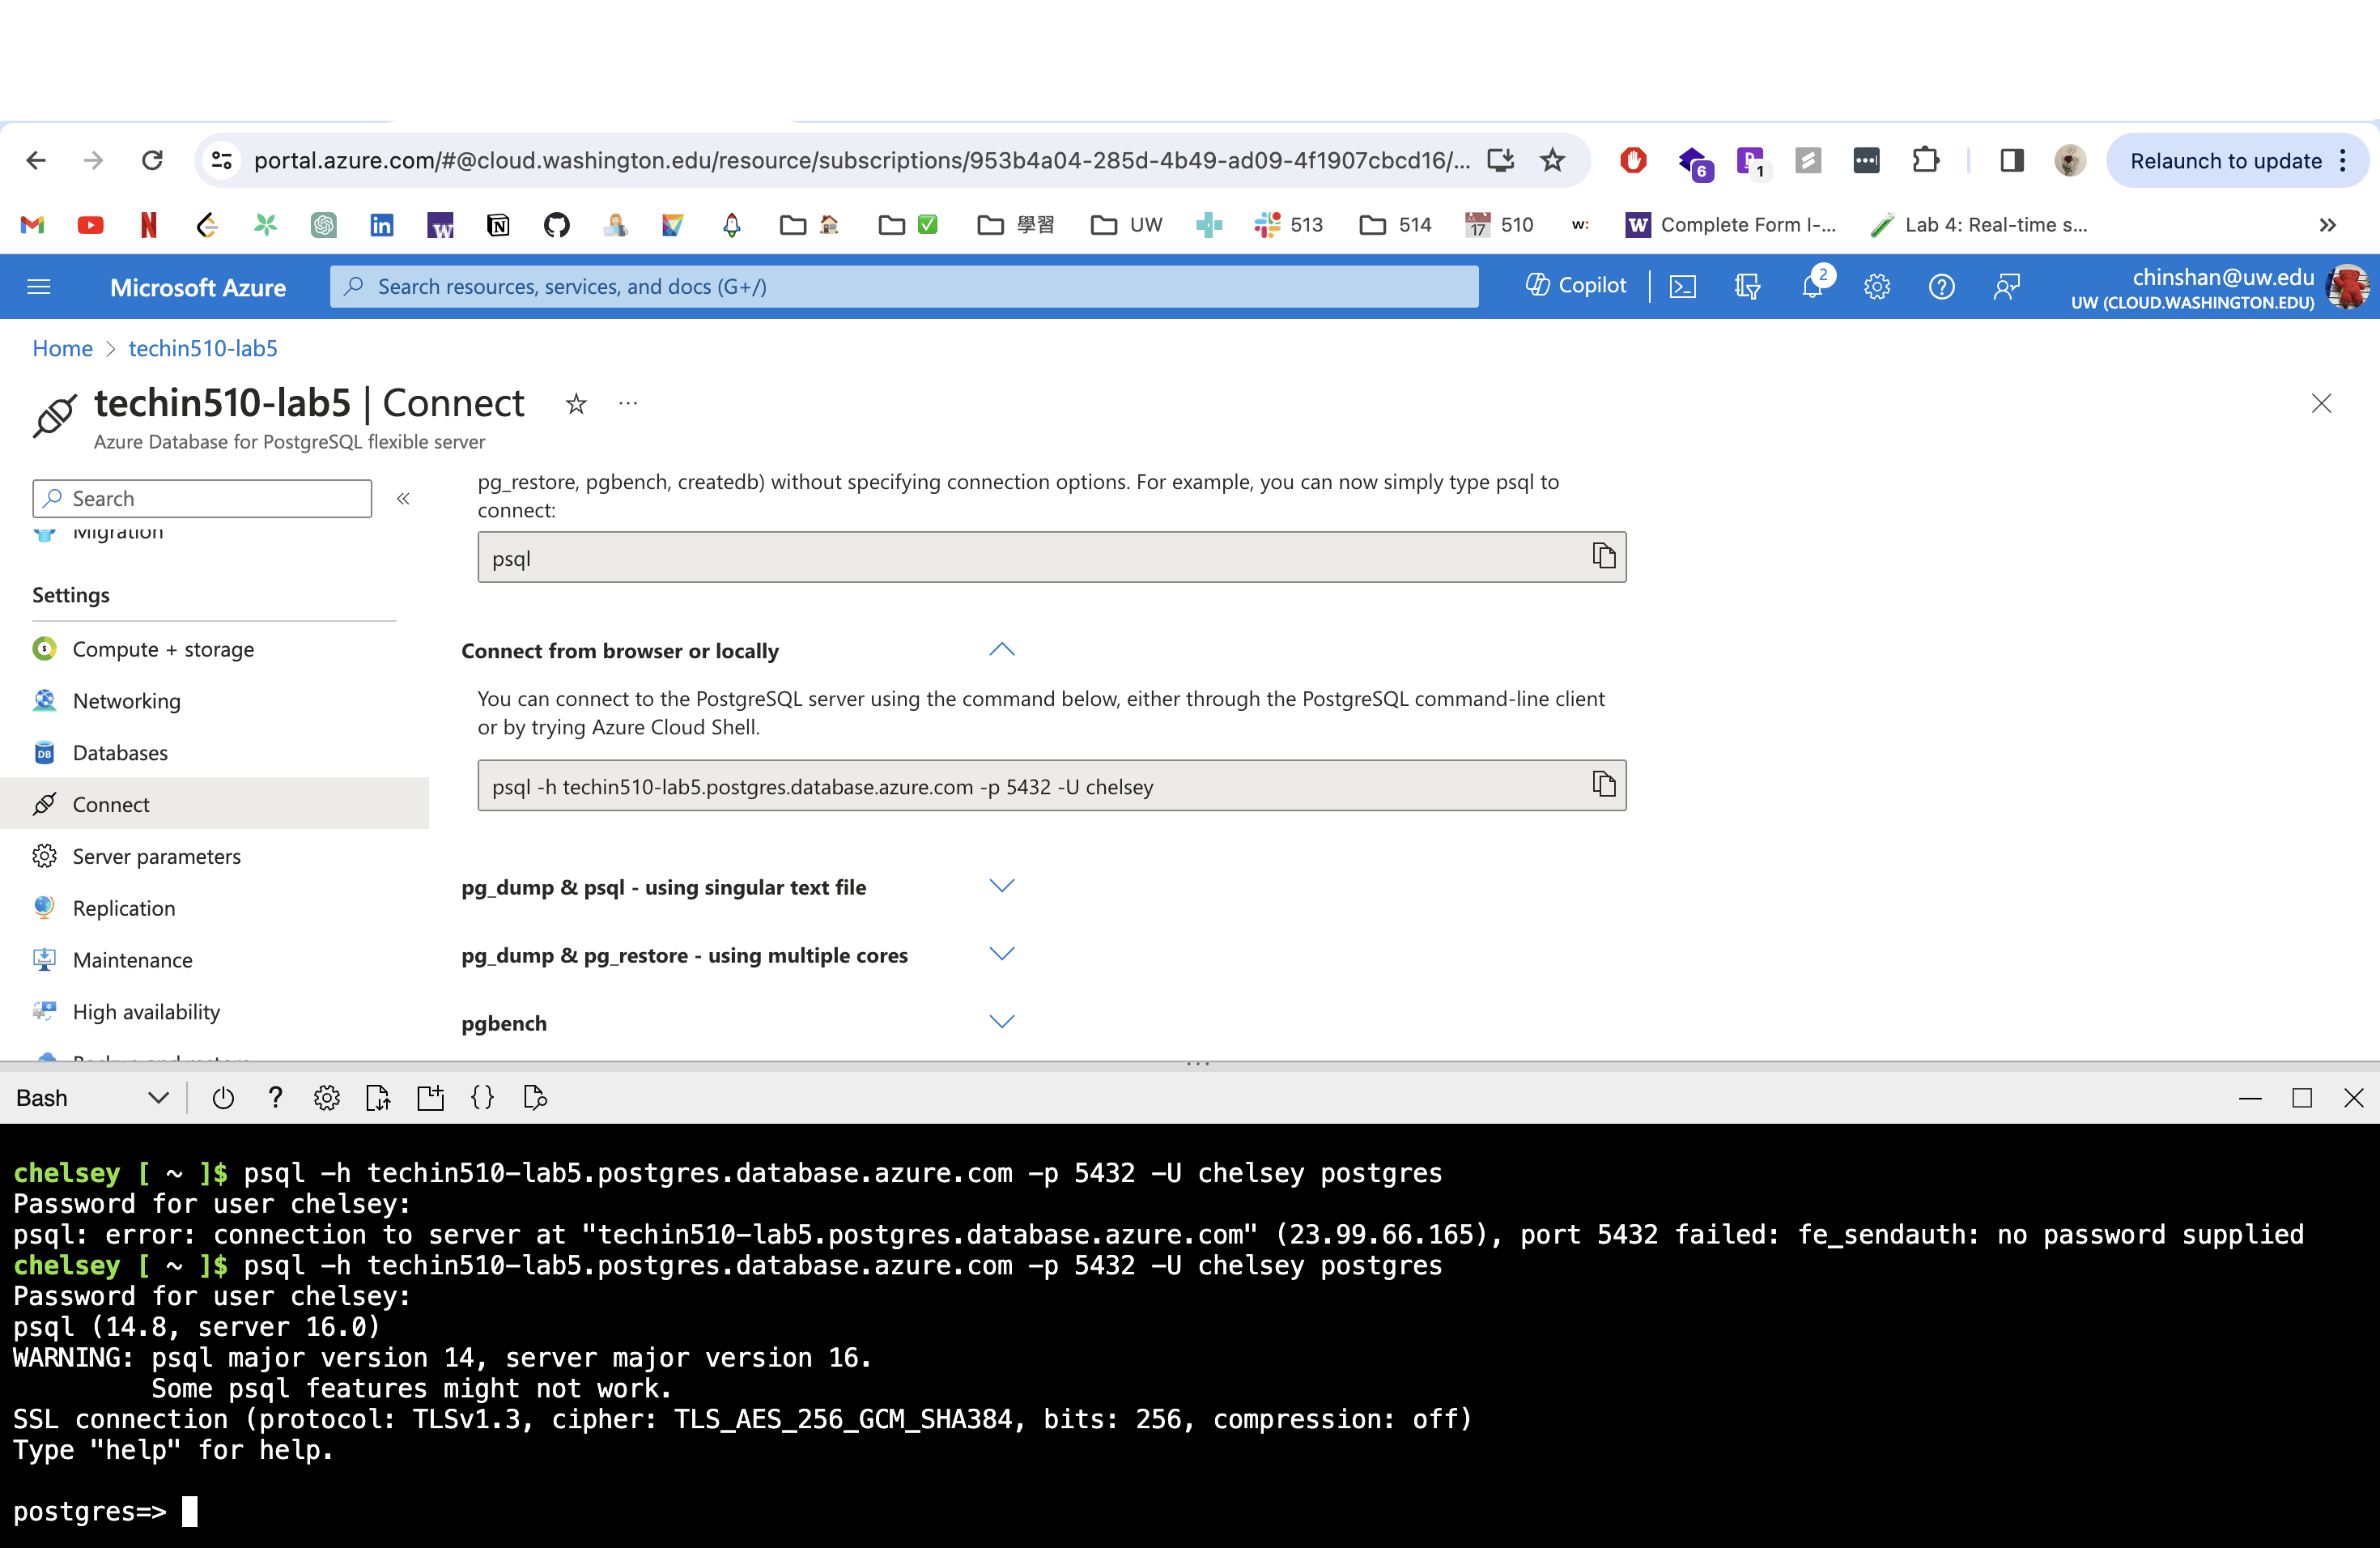 portal.azure.com/#@cloud.washington.edu/resource/subscriptions/953b4a04-285d-4b49-ad09-4f1907cbcd16/...
6
1
Relaunch to update
學習
UW
513
514
17
510
w:
W
Complete Form I-...
Lab 4: Real-time s...
Microsoft Azure
Search resources, services, and docs (G+/)
Copilot
2
chinshan@uw.edu
UW (CLOUD.WASHINGTON.EDU)
Home > techin510-lab5
techin510-lab5 | Connect
Azure Database for PostgreSQL flexible server
Search
Migration
Settings
Compute + storage
Networking
Databases
Connect
Server parameters
Replication
Maintenance
High availability
pg_restore, pgbench, createdb) without specifying connection options. For example, you can now simply type psql to
connect:
psql
Connect from browser or locally
You can connect to the PostgreSQL server using the command below, either through the PostgreSQL command-line client
or by trying Azure Cloud Shell.
psql -h techin510-lab5.postgres.database.azure.com -p 5432 -U chelsey
pg_dump & psql - using singular text file
pg_dump & pg_restore - using multiple cores
pgbench
Bash
chelsey [ ~ ]$ psql -h techin510-lab5.postgres.database.azure.com -p 5432 -U chelsey postgres
Password for user chelsey:
psql: error: connection to server at "techin510-lab5.postgres.database.azure.com" (23.99.66.165), port 5432 failed: fe_sendauth: no password supplied
chelsey [ ~ ]$ psql -h techin510-lab5.postgres.database.azure.com -p 5432 -U chelsey postgres
Password for user chelsey:
psql (14.8, server 16.0)
WARNING: psql major version 14, server major version 16.
Some psql features might not work.
SSL connection (protocol: TLSv1.3, cipher: TLS_AES_256_GCM_SHA384, bits: 256, compression: off)
Type "help" for help.
postgres=>